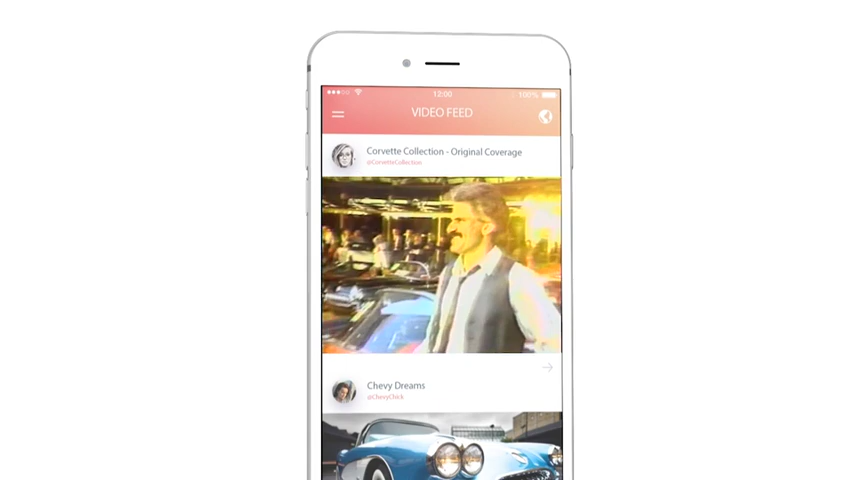 12:00
100%
VIDEO FEED
Corvette Collection - Original Coverage
@CorvetteCollection
Chevy Dreams
@ChevyChick